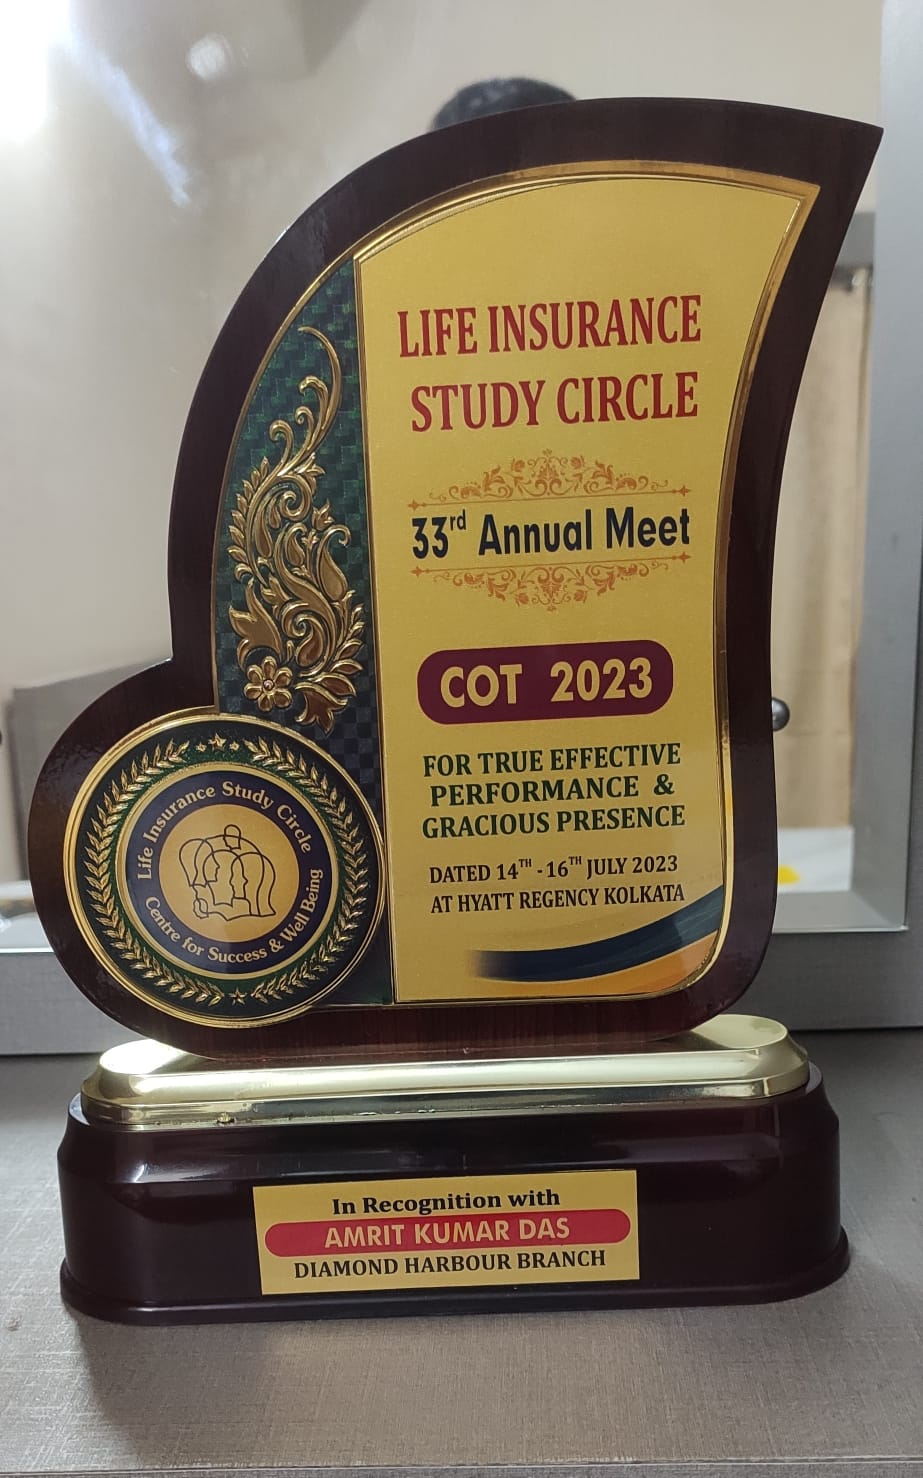 LIFE INSURANCE
STUDY CIRCLE
33rd Annual Meet
COT 2023
FOR TRUE EFFECTIVE
PERFORMANCE &
GRACIOUS PRESENCE
DATED 14TH - 16TH JULY 2023
AT HYATT REGENCY KOLKATA
Life Insurance Study Circle
Centre for Success & Well Being
In Recognition with
AMRIT KUMAR DAS
DIAMOND HARBOUR BRANCH